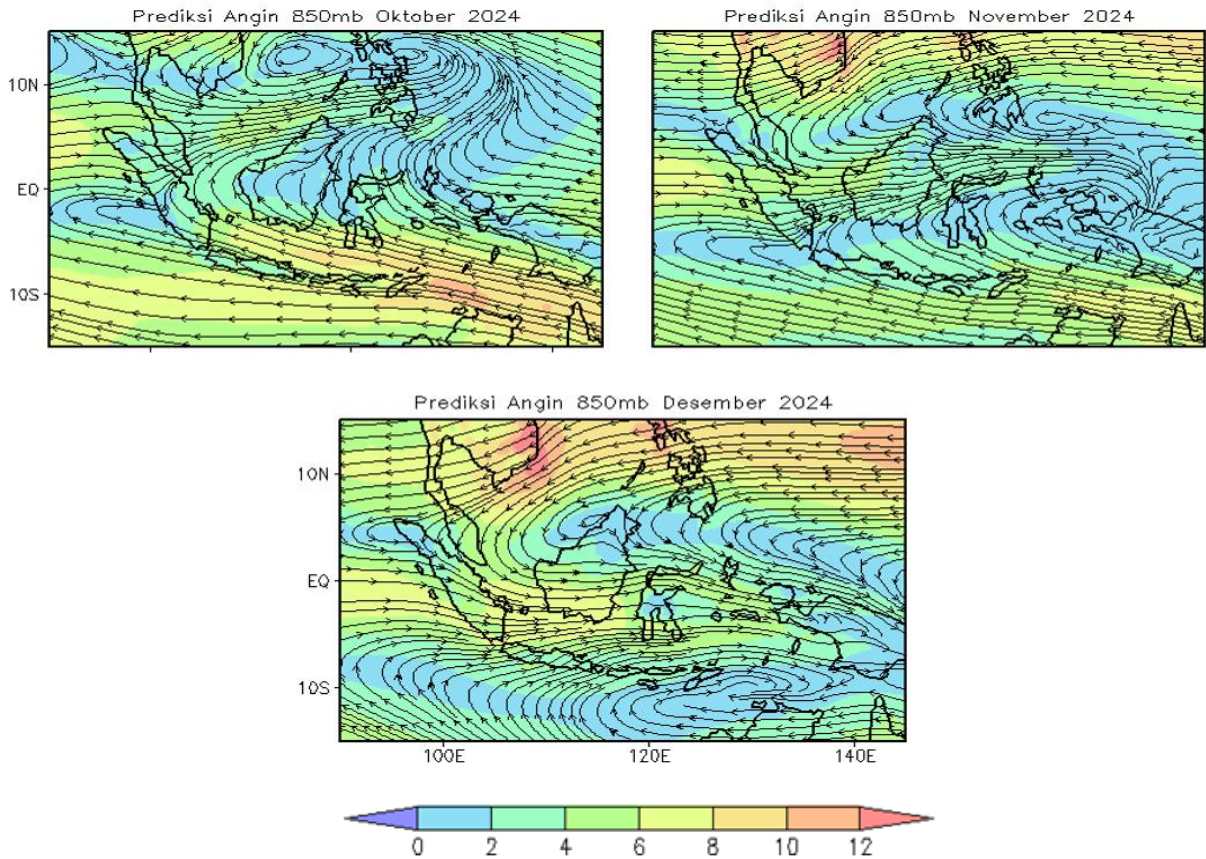 Prediksi Angin 850mb Oktober 2024
Prediksi Angin 850mb November 2024
10N
EQ
10S
10N
EQ
10S
Prediksi Angin 850mb Desember 2024
10N
EQ
10S
100E 120E 140E
0 2 4 6 8 10 12